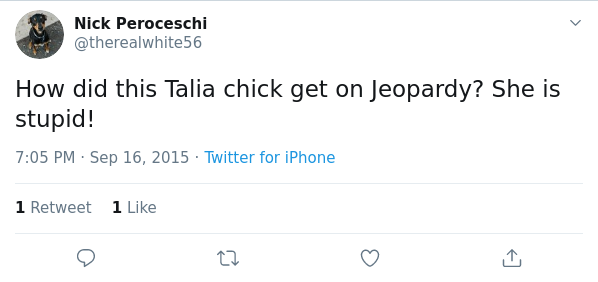 Nick Peroceschi
@therealwhite56
How did this Talia chick get on Jeopardy? She is
stupid!
7:05 PM · Sep 16, 2015 · Twitter for iPhone
1 Retweet 1 Like